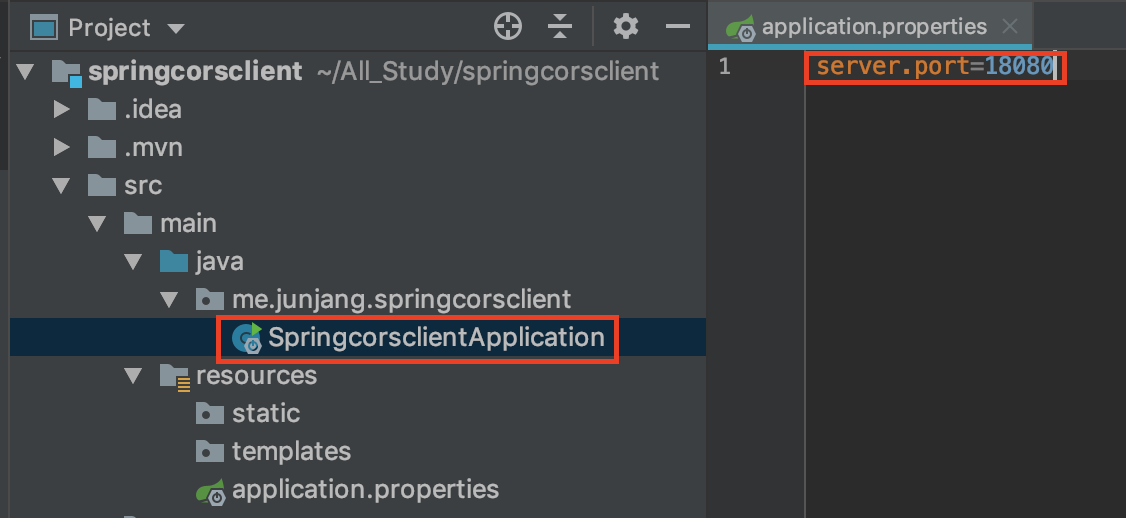 Project
springcorsclient ~/All_Study/springcorsclient
.idea
.mvn
src
main
java
me.junjang.springcorsclient
SpringcorsclientApplication
resources
static
templates
application.properties
application.properties
1 server.port=18080